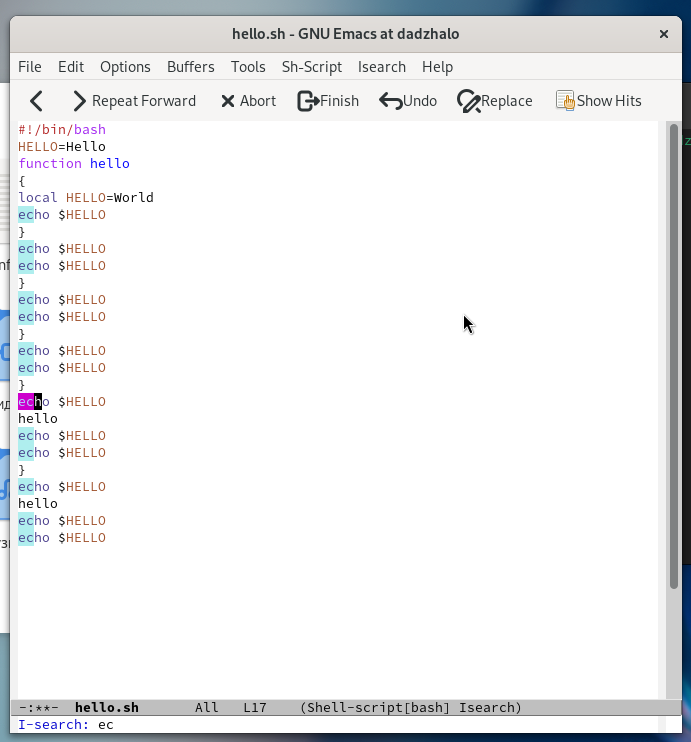 hello.sh - GNU Emacs at dadzhalo
File Edit Options Buffers Tools Sh-Script Isearch Help
Repeat Forward Abort Finish Undo Replace Show Hits
#!/bin/bash
HELLO=Hello
function hello
{
local HELLO=World
echo $HELLO
}
echo $HELLO
echo $HELLO
}
echo $HELLO
echo $HELLO
}
echo $HELLO
echo $HELLO
}
echo $HELLO
hello
echo $HELLO
echo $HELLO
}
echo $HELLO
hello
echo $HELLO
echo $HELLO
-:**- hello.sh All L17 (Shell-script[bash] Isearch)
I-search: ec